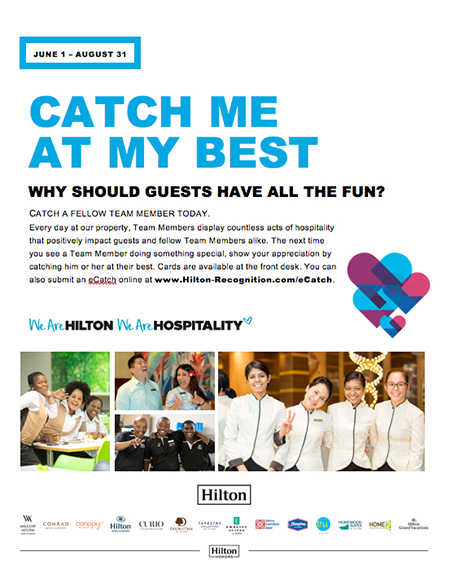 JUNE 1 – AUGUST 31
CATCH ME
AT MY BEST
WHY SHOULD GUESTS HAVE ALL THE FUN?
CATCH A FELLOW TEAM MEMBER TODAY.
Every day at our property, Team Members display countless acts of hospitality
that positively impact guests and fellow Team Members alike. The next time
you see a Team Member doing something special, show your appreciation by
catching him or her at their best. Cards are available at the front desk. You can
also submit an eCatch online at www.Hilton-Recognition.com/eCatch.
We Are HILTON We Are HOSPITALITY
Hilton
WALDORF ASTORIA CONRAD canopy Hilton CURIO DOUBLETREE TAPESTRY COLLECTION EMBASSY SUITES Hilton Garden Inn Hampton tru HOMEWOOD SUITES HOME2 Hilton Grand Vacations
Hilton
HONORS